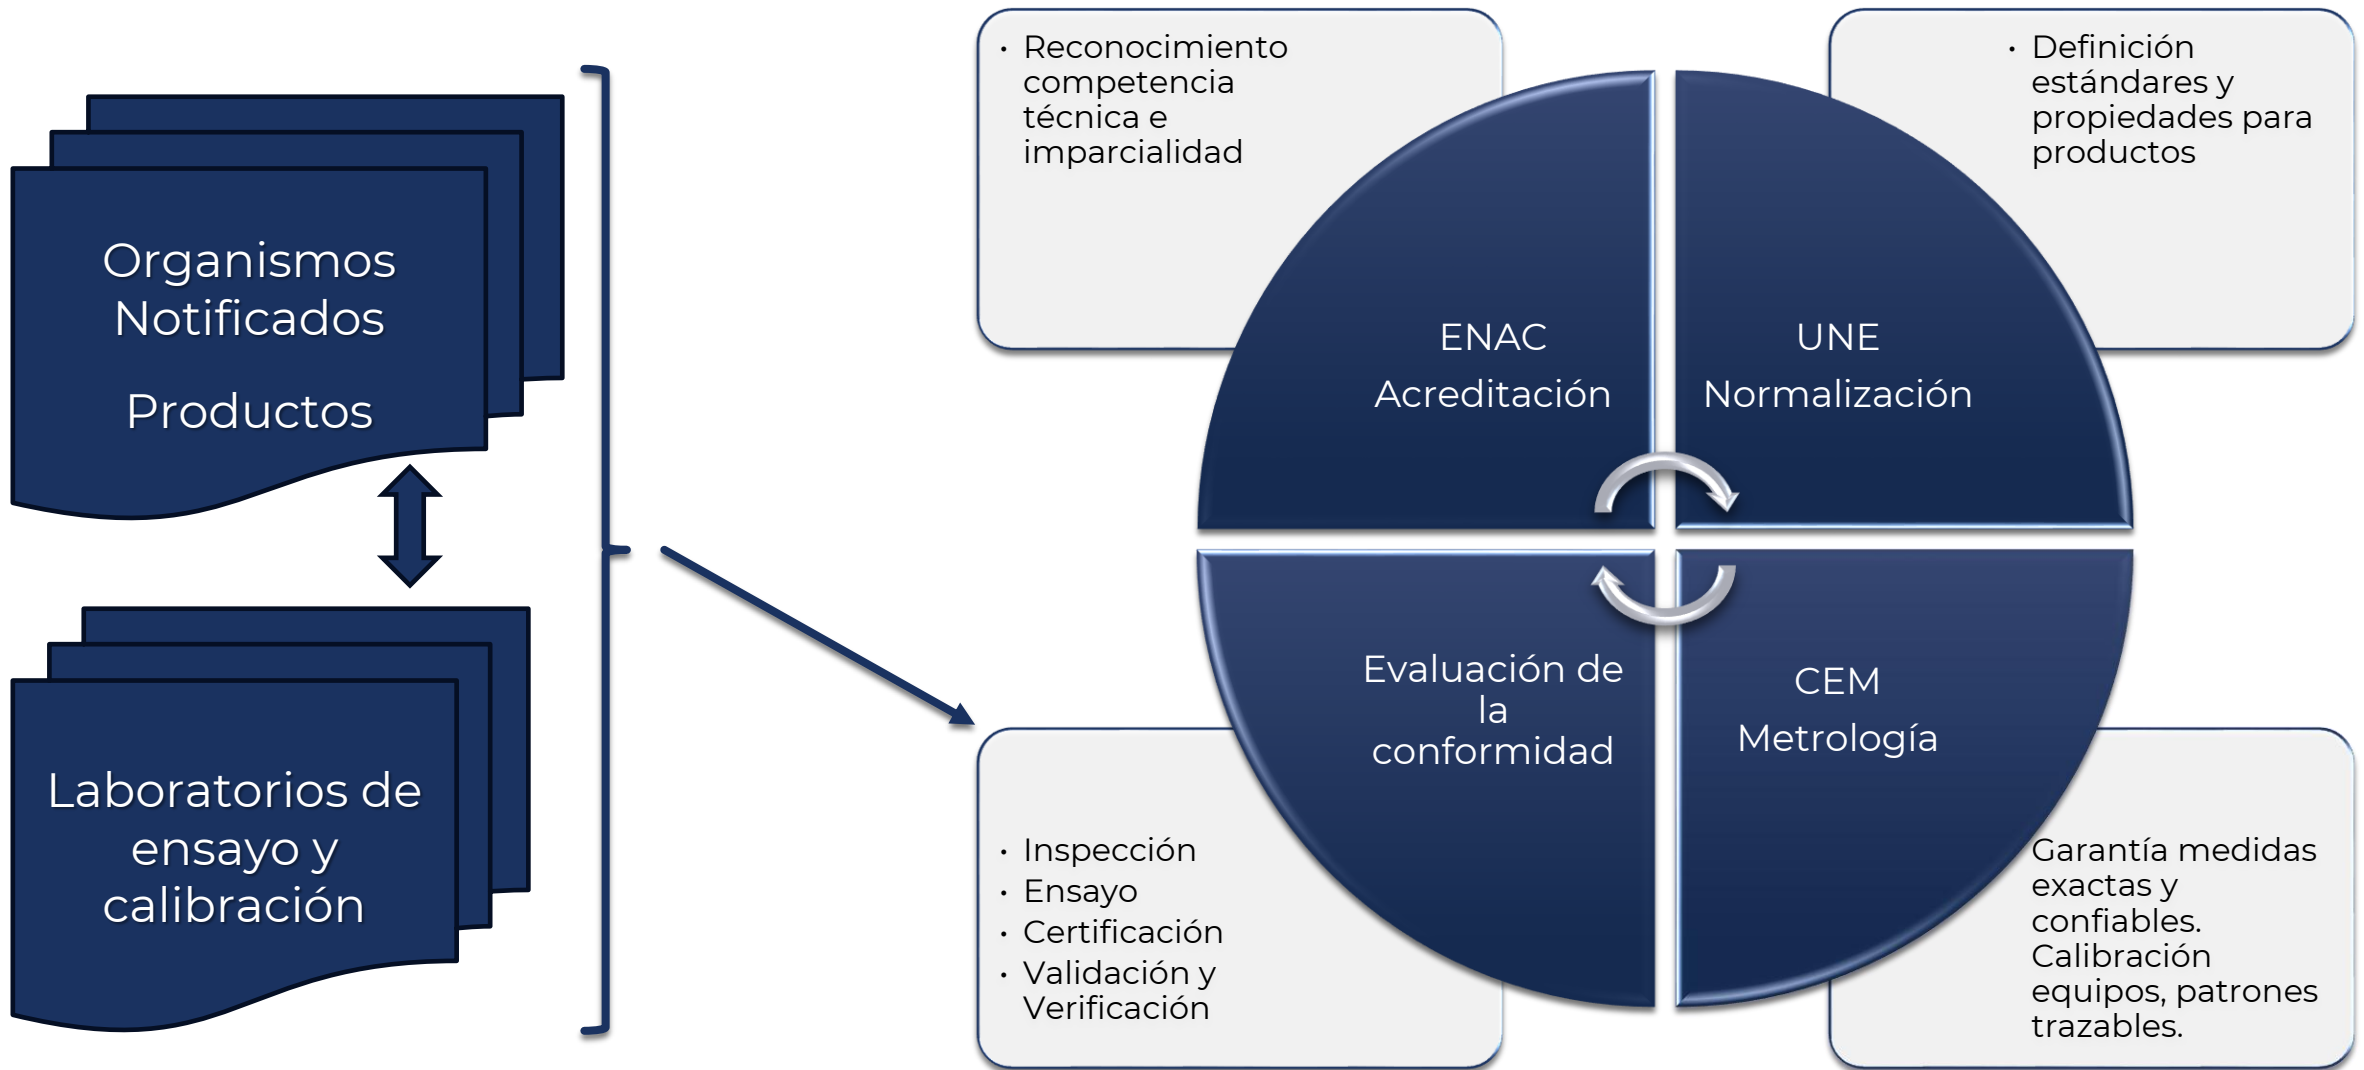 Organismos
Notificados
Productos
Laboratorios de
ensayo y
calibración
• Reconocimiento
competencia
técnica e
imparcialidad
• Definición
estándares y
propiedades para
productos
ENAC
Acreditación
UNE
Normalización
Evaluación de
la
conformidad
CEM
Metrología
• Inspección
• Ensayo
• Certificación
• Validación y
Verificación
Garantía medidas
exactas y
confiables.
Calibración
equipos, patrones
trazables.